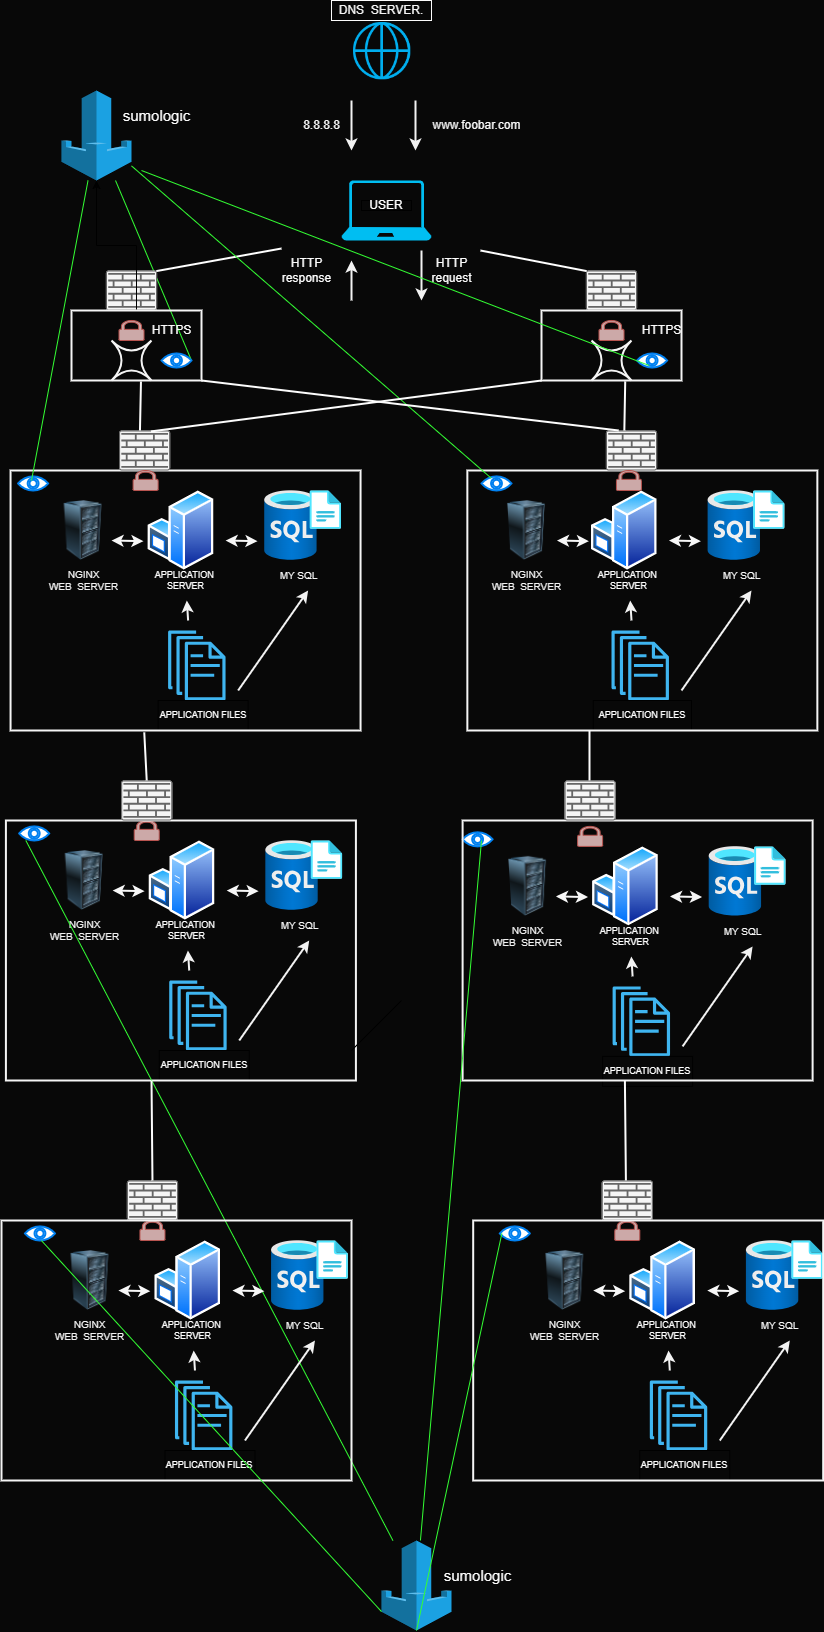 DNS SERVER.
sumologic
8.8.8.8
www.foobar.com
USER
HTTP
response
HTTP
request
HTTPS
HTTPS
SQL
SQL
NGINX
WEB SERVER
APPLICATION
SERVER
MY SQL
NGINX
WEB SERVER
APPLICATION
SERVER
MY SQL
APPLICATION FILES
APPLICATION FILES
SQL
SQL
NGINX
WEB SERVER
APPLICATION
SERVER
MY SQL
NGINX
WEB SERVER
APPLICATION
SERVER
MY SQL
APPLICATION FILES
APPLICATION FILES
SQL
SQL
NGINX
WEB SERVER
APPLICATION
SERVER
MY SQL
NGINX
WEB SERVER
APPLICATION
SERVER
MY SQL
APPLICATION FILES
APPLICATION FILES
sumologic